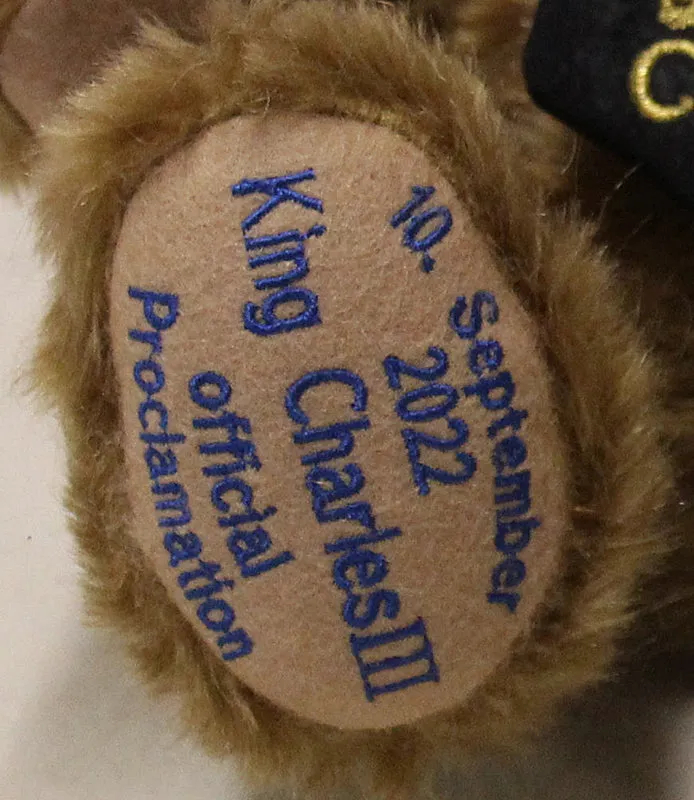 10. September
2022
King Charles III
official
Proclamation